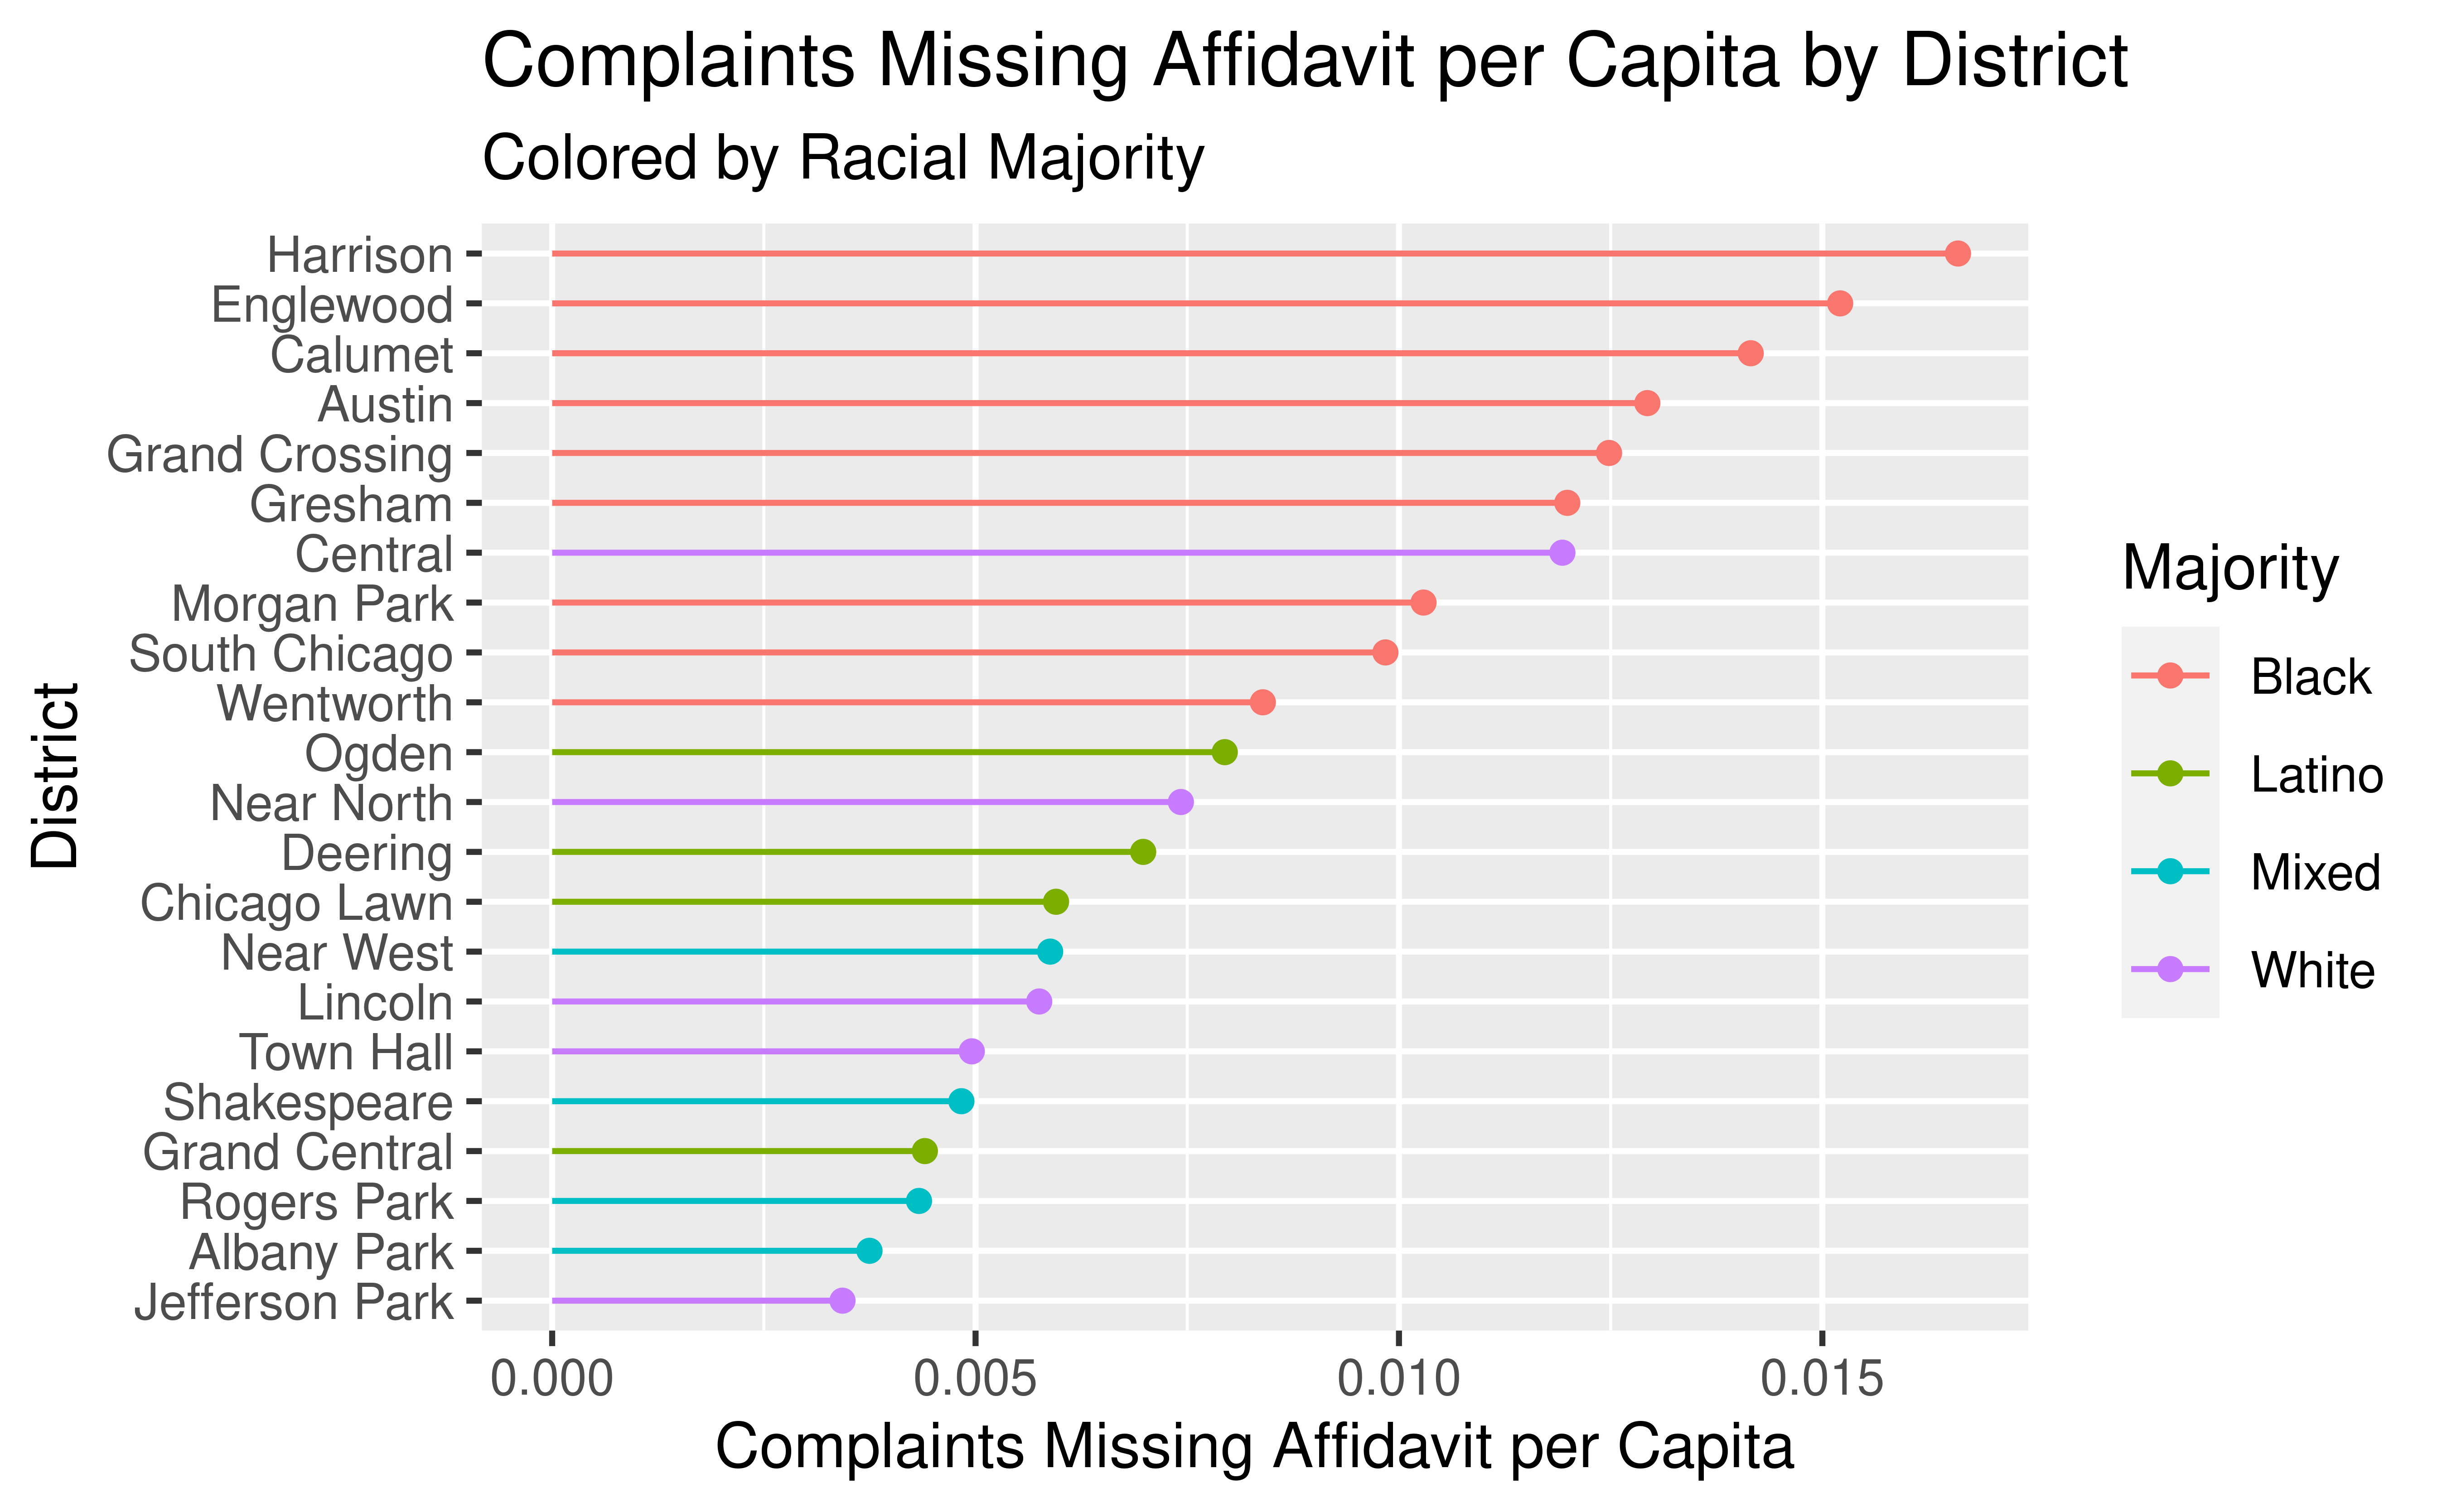 Complaints Missing Affidavit per Capita by District
Colored by Racial Majority
District
Harrison
Englewood
Calumet
Austin
Grand Crossing
Gresham
Central
Morgan Park
South Chicago
Wentworth
Ogden
Near North
Deering
Chicago Lawn
Near West
Lincoln
Town Hall
Shakespeare
Grand Central
Rogers Park
Albany Park
Jefferson Park
0.000 0.005 0.010 0.015
Complaints Missing Affidavit per Capita
Majority
Black
Latino
Mixed
White